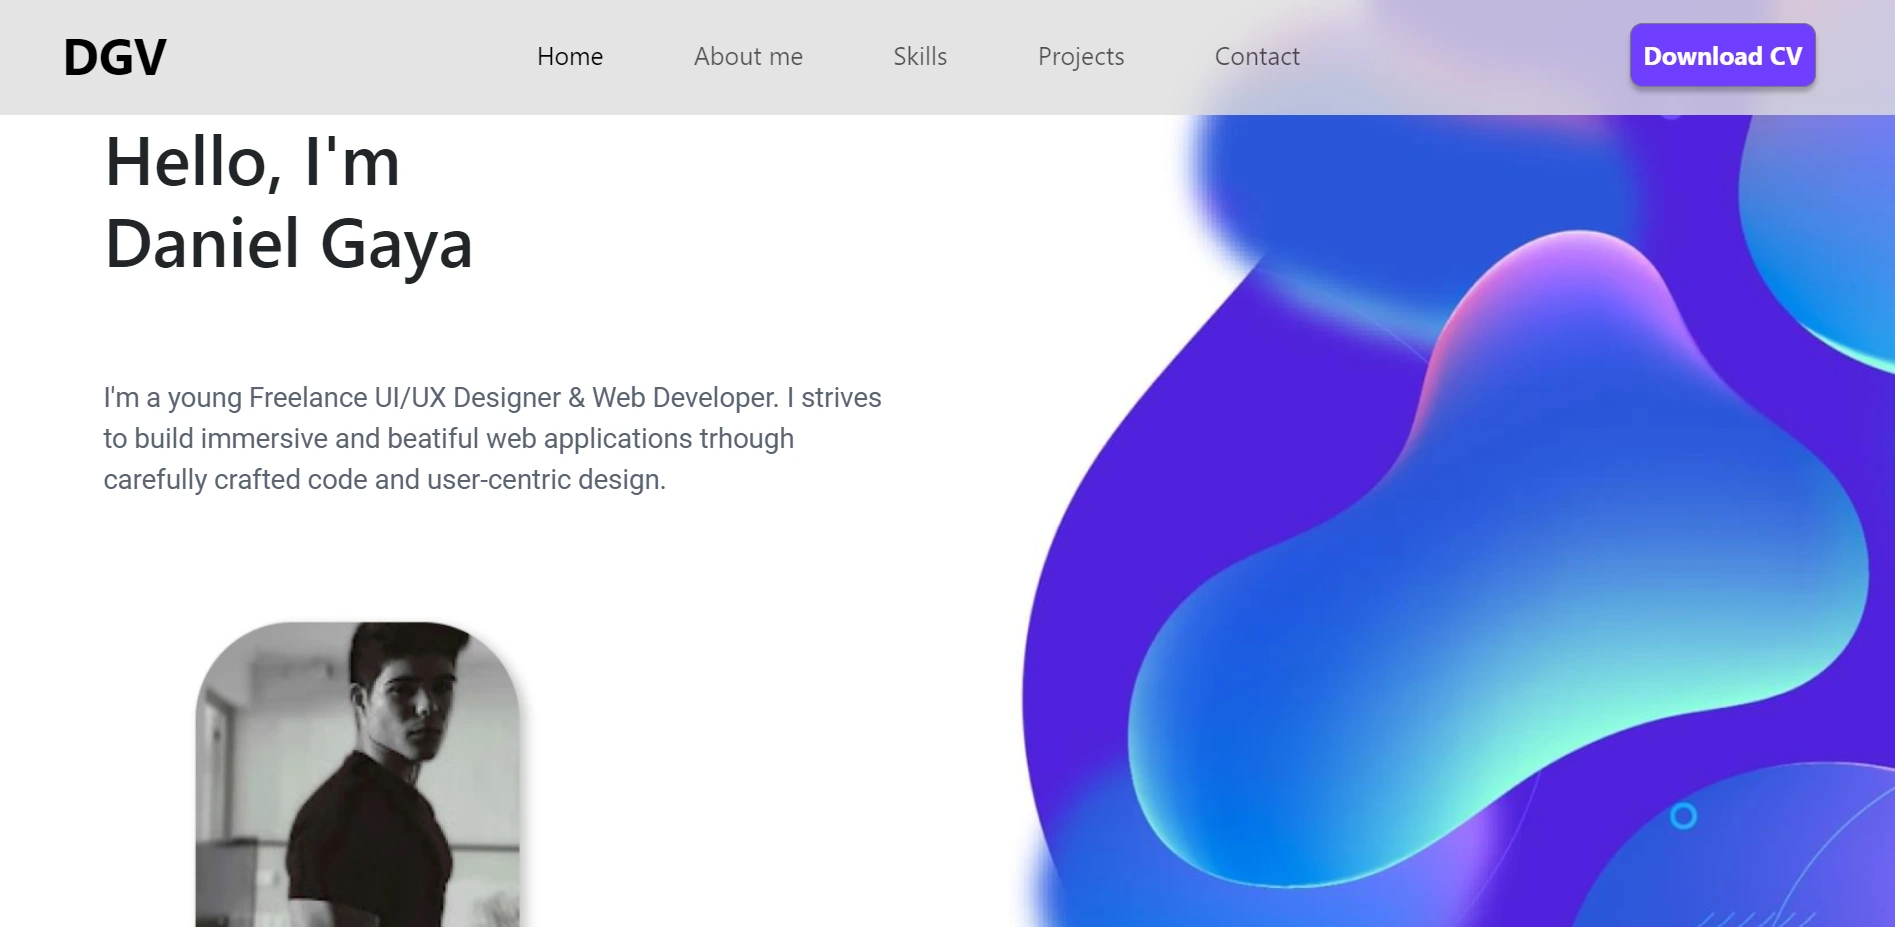 DGV
Home
About me
Skills
Projects
Contact
Download CV
Hello, I'm
Daniel Gaya
I'm a young Freelance UI/UX Designer & Web Developer. I strives
to build immersive and beatiful web applications trhough
carefully crafted code and user-centric design.